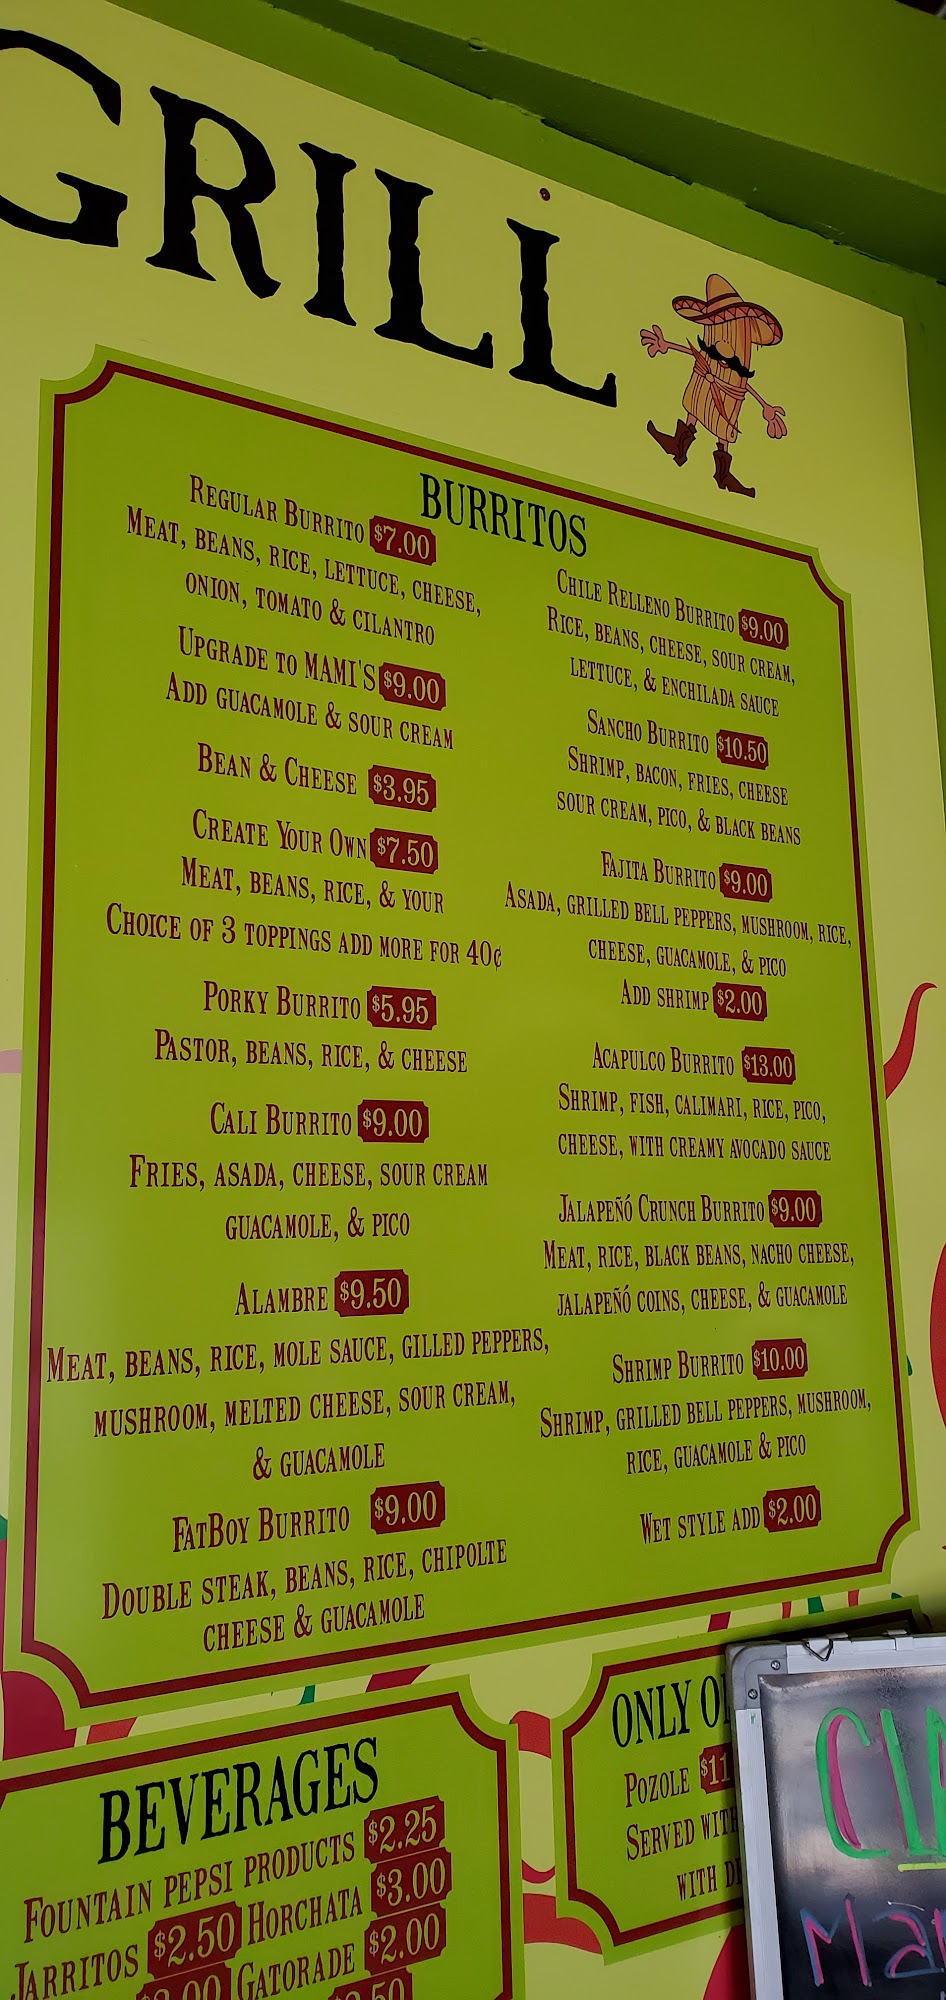 GRILL
BURRITOS
REGULAR BURRITO $7.00
MEAT, BEANS, RICE, LETTUCE, CHEESE,
ONION, TOMATO & CILANTRO
UPGRADE TO MAMI'S $9.00
ADD GUACAMOLE & SOUR CREAM
BEAN & CHEESE $3.95
CREATE YOUR OWN $7.50
MEAT, BEANS, RICE, & YOUR
CHOICE OF 3 TOPPINGS ADD MORE FOR 40¢
PORKY BURRITO $5.95
PASTOR, BEANS, RICE, & CHEESE
CALI BURRITO $9.00
FRIES, ASADA, CHEESE, SOUR CREAM
GUACAMOLE, & PICO
ALAMBRE $9.50
MEAT, BEANS, RICE, MOLE SAUCE, GILLED PEPPERS,
MUSHROOM, MELTED CHEESE, SOUR CREAM,
& GUACAMOLE
FATBOY BURRITO $9.00
DOUBLE STEAK, BEANS, RICE, CHIPOLTE
CHEESE & GUACAMOLE
CHILE RELLENO BURRITO $9.00
RICE, BEANS, CHEESE, SOUR CREAM,
LETTUCE, & ENCHILADA SAUCE
SANCHO BURRITO $10.50
SHRIMP, BACON, FRIES, CHEESE
SOUR CREAM, PICO, & BLACK BEANS
FAJITA BURRITO $9.00
ASADA, GRILLED BELL PEPPERS, MUSHROOM, RICE,
CHEESE, GUACAMOLE, & PICO
ADD SHRIMP $2.00
ACAPULCO BURRITO $13.00
SHRIMP, FISH, CALIMARI, RICE, PICO,
CHEESE, WITH CREAMY AVOCADO SAUCE
JALAPEÑÓ CRUNCH BURRITO $9.00
MEAT, RICE, BLACK BEANS, NACHO CHEESE,
JALAPEÑÓ COINS, CHEESE, & GUACAMOLE
SHRIMP BURRITO $10.00
SHRIMP, GRILLED BELL PEPPERS, MUSHROOM,
RICE, GUACAMOLE & PICO
WET STYLE ADD $2.00
BEVERAGES
FOUNTAIN PEPSI PRODUCTS $2.25
JARRITOS $2.50 HORCHATA $3.00
GATORADE $2.00
ONLY O
POZOLE $11
SERVED WITH
WITH